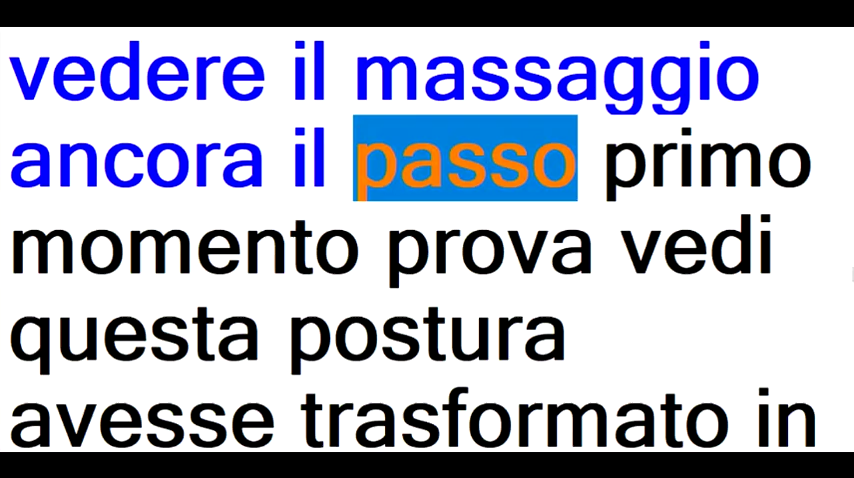 vedere il massaggio
ancora il passo primo
momento prova vedi
questa postura
avesse trasformato in